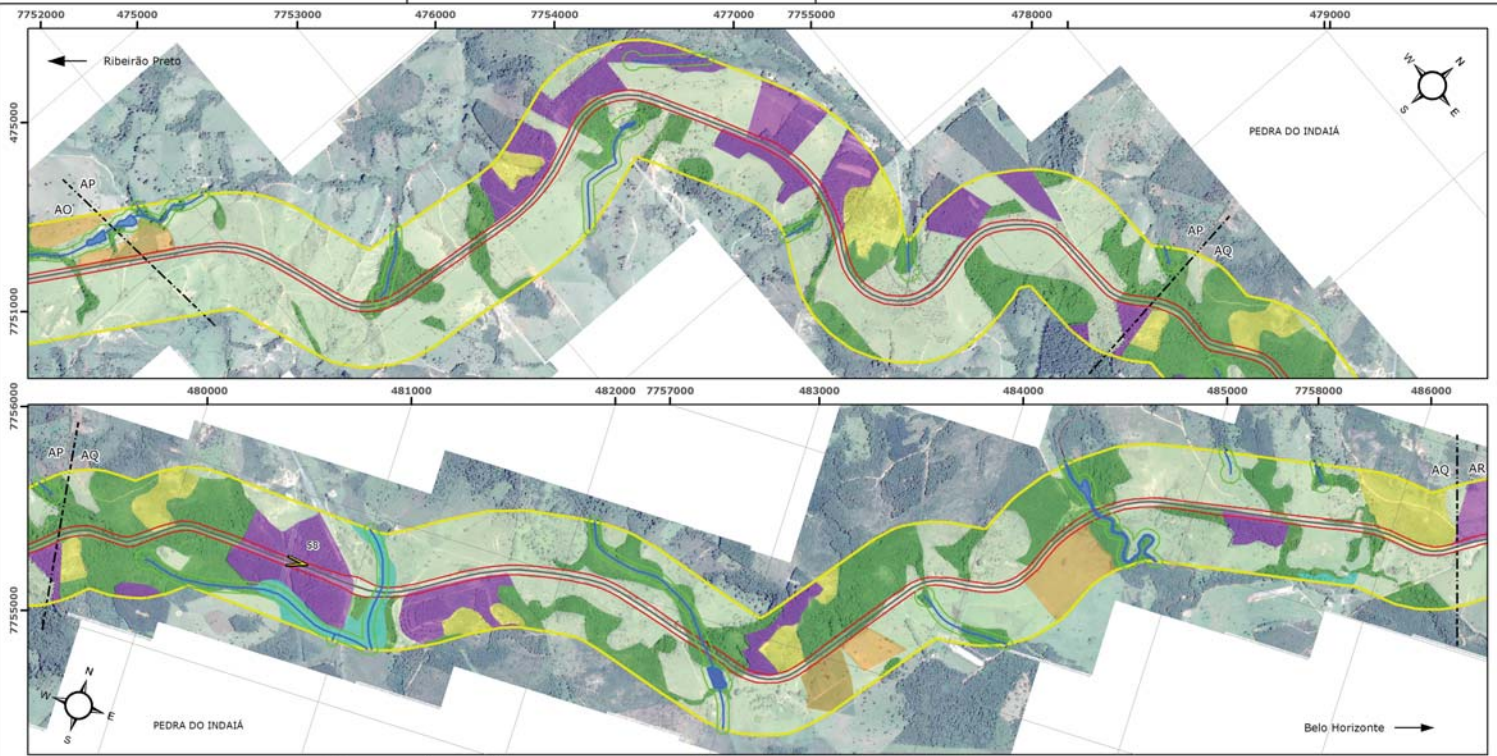 7752000 475000 7753000 476000 7754000 477000 7755000 478000 479000
Ribeirão Preto
W N
S E
475000
PEDRA DO INDAIÁ
AP
AO
AP
AQ
7751000
480000 481000 482000 7757000 483000 484000 485000 7758000 486000
7756000
AP AQ
AQ AR
58
7755000
N
W
E
S
PEDRA DO INDAIÁ
Belo Horizonte